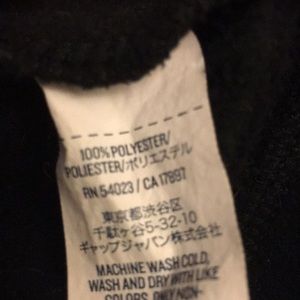 100% POLYESTER/
POLIESTER/ポリエステル
RN 54023 / CA 17897
東京都渋谷区
千駄ヶ谷5-32-10
ギャップジャパン株式会社
MACHINE WASH COLD,
WASH AND DRY WITH LIKE
COLORS,